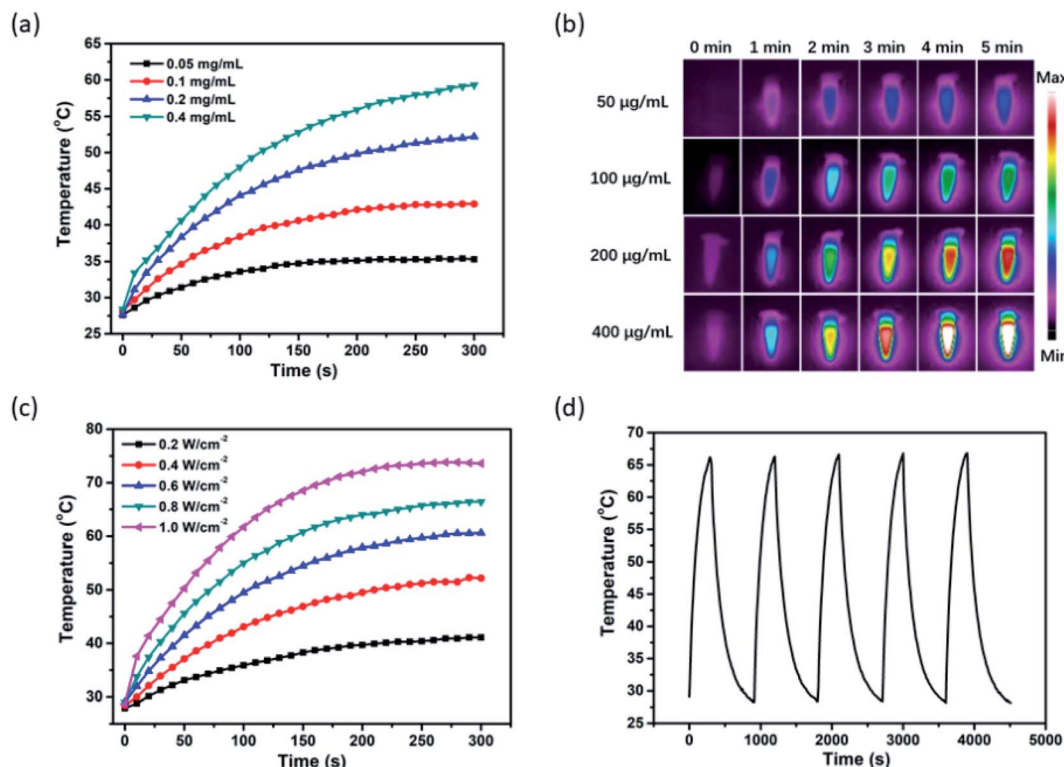 (a)
65
60
55
50
45
40
35
30
25
Temperature (°C)
0.05 mg/mL
0.1 mg/mL
0.2 mg/mL
0.4 mg/mL
0 50 100 150 200 250 300
Time (s)
(b)
0 min 1 min 2 min 3 min 4 min 5 min
50 µg/mL
100 µg/mL
200 µg/mL
400 µg/mL
Max
Min
(c)
80
70
60
50
40
30
Temperature (°C)
0.2 W/cm⁻²
0.4 W/cm⁻²
0.6 W/cm⁻²
0.8 W/cm⁻²
1.0 W/cm⁻²
0 50 100 150 200 250 300
Time (s)
(d)
70
65
60
55
50
45
40
35
30
25
Temperature (°C)
0 1000 2000 3000 4000 5000
Time (s)